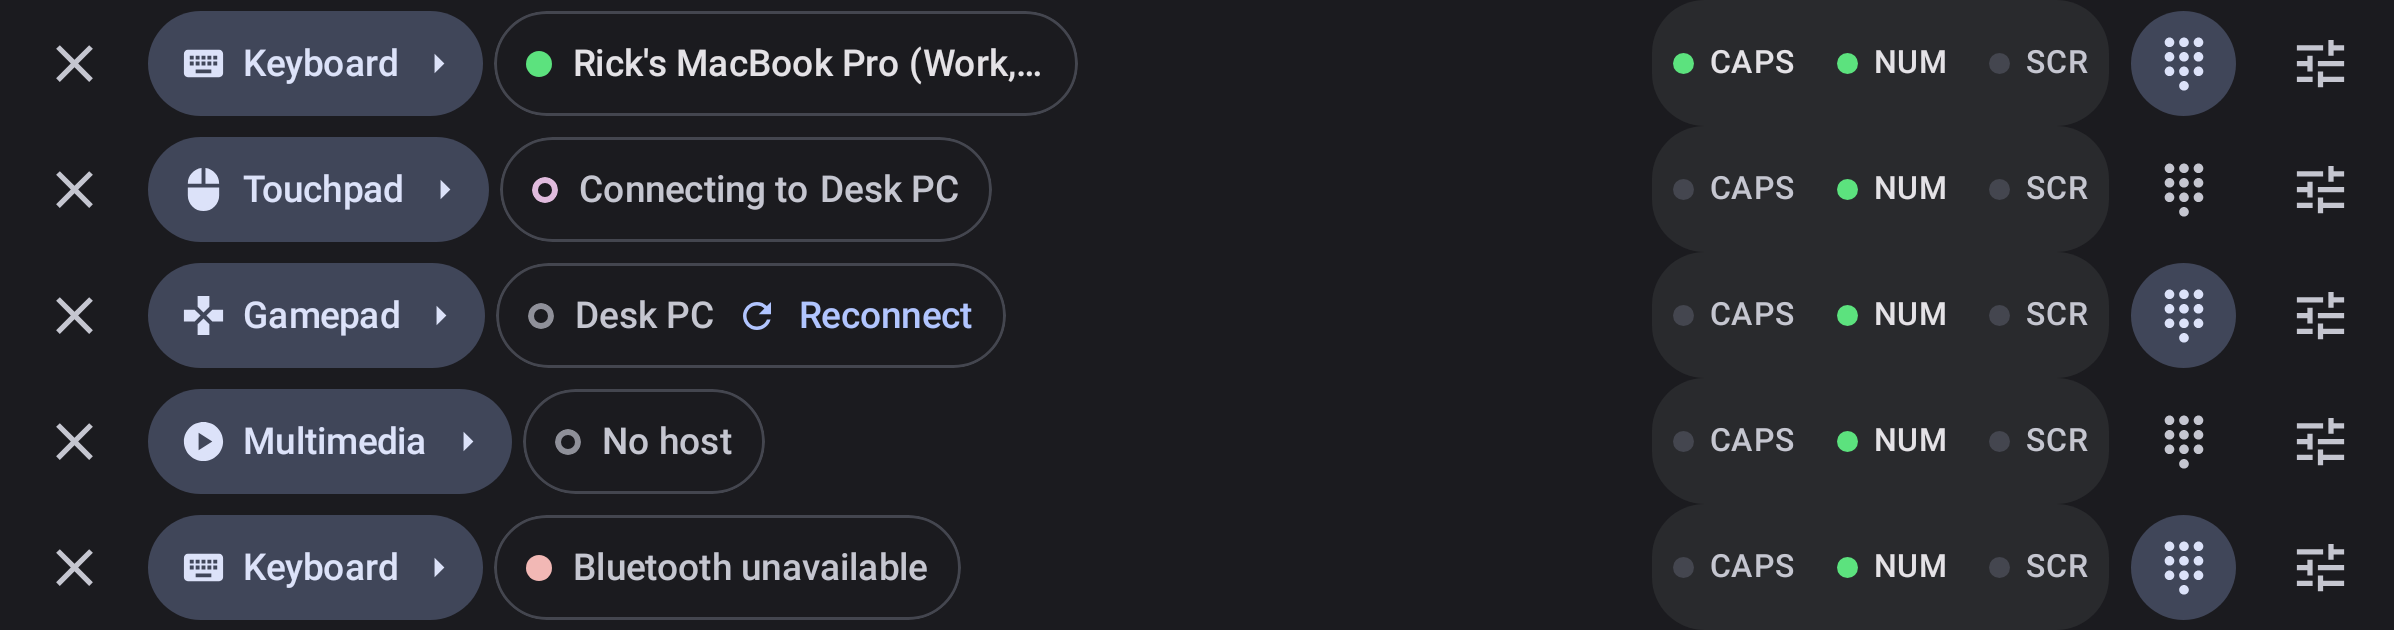 Keyboard Rick's MacBook Pro (Work,... CAPS NUM SCR
Touchpad Connecting to Desk PC CAPS NUM SCR
Gamepad Desk PC Reconnect CAPS NUM SCR
Multimedia No host CAPS NUM SCR
Keyboard Bluetooth unavailable CAPS NUM SCR